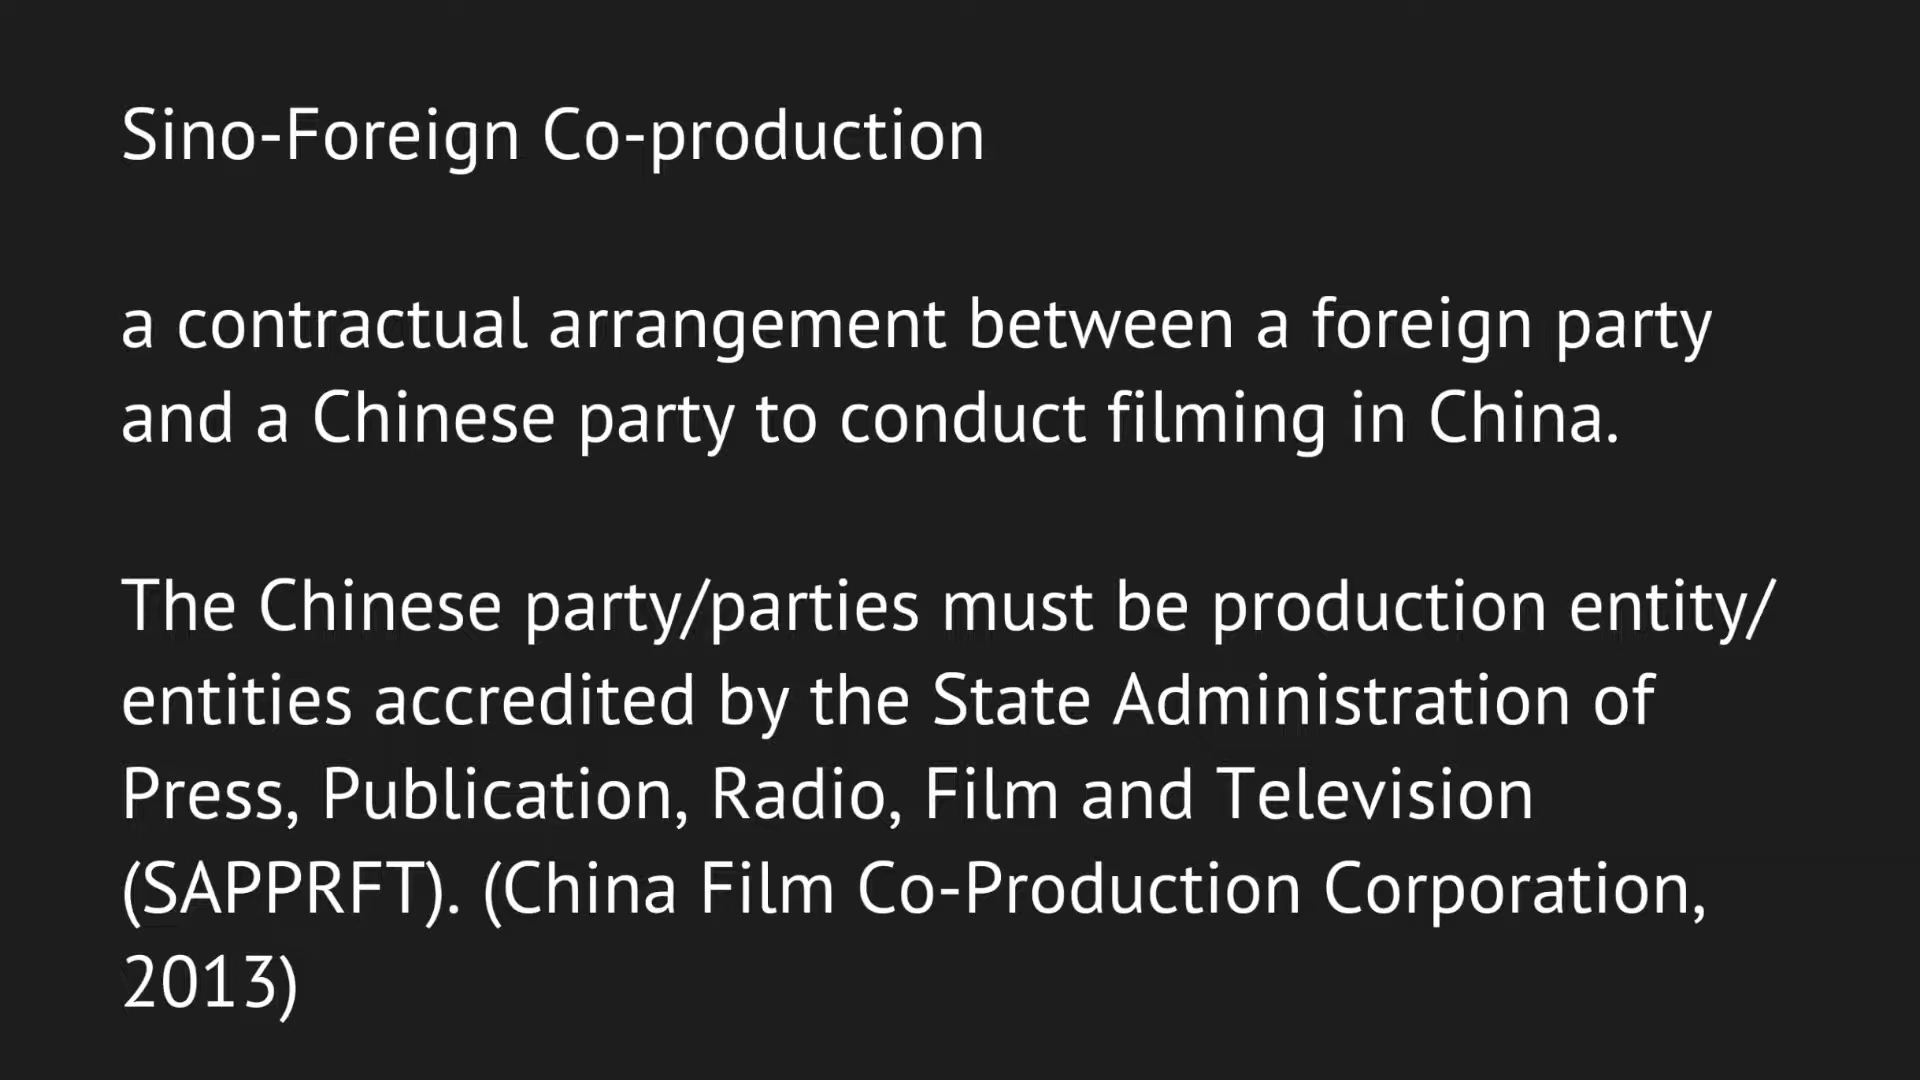 Sino-Foreign Co-production
a contractual arrangement between a foreign party
and a Chinese party to conduct filming in China.
The Chinese party/parties must be production entity/
entities accredited by the State Administration of
Press, Publication, Radio, Film and Television
(SAPPRFT). (China Film Co-Production Corporation,
2013)